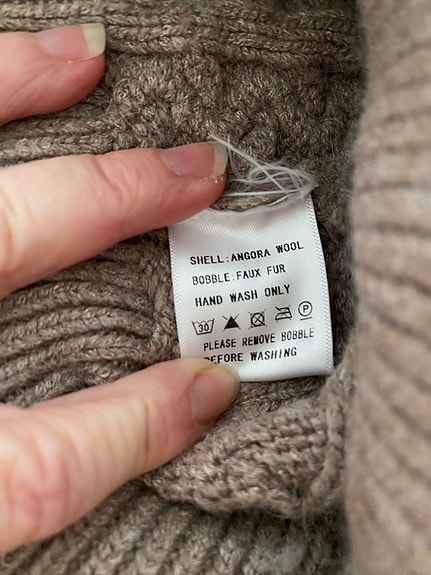 SHELL:ANGORA WOOL
BOBBLE:FAUX FUR
HAND WASH ONLY
30 P
PLEASE REMOVE BOBBLE
BEFORE WASHING